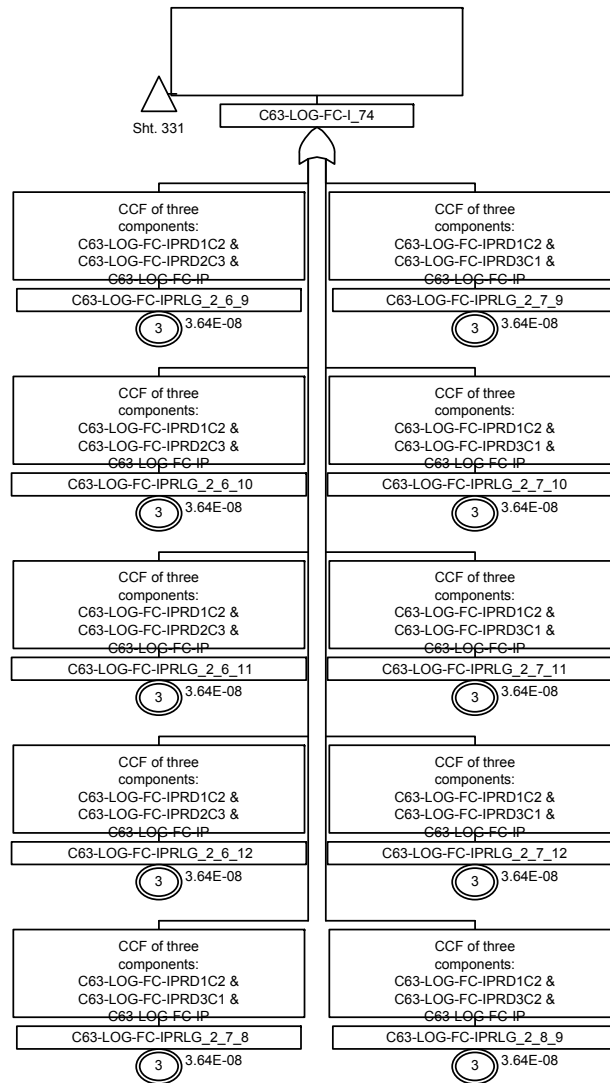 Sht. 331
C63-LOG-FC-I_74
CCF of three
components:
C63-LOG-FC-IPRD1C2 &
C63-LOG-FC-IPRD2C3 &
C63-LOG-FC-IP
C63-LOG-FC-IPRLG_2_6_9
3
3.64E-08
CCF of three
components:
C63-LOG-FC-IPRD1C2 &
C63-LOG-FC-IPRD3C1 &
C63-LOG-FC-IP
C63-LOG-FC-IPRLG_2_7_9
3
3.64E-08
CCF of three
components:
C63-LOG-FC-IPRD1C2 &
C63-LOG-FC-IPRD2C3 &
C63-LOG-FC-IP
C63-LOG-FC-IPRLG_2_6_10
3
3.64E-08
CCF of three
components:
C63-LOG-FC-IPRD1C2 &
C63-LOG-FC-IPRD3C1 &
C63-LOG-FC-IP
C63-LOG-FC-IPRLG_2_7_10
3
3.64E-08
CCF of three
components:
C63-LOG-FC-IPRD1C2 &
C63-LOG-FC-IPRD2C3 &
C63-LOG-FC-IP
C63-LOG-FC-IPRLG_2_6_11
3
3.64E-08
CCF of three
components:
C63-LOG-FC-IPRD1C2 &
C63-LOG-FC-IPRD3C1 &
C63-LOG-FC-IP
C63-LOG-FC-IPRLG_2_7_11
3
3.64E-08
CCF of three
components:
C63-LOG-FC-IPRD1C2 &
C63-LOG-FC-IPRD2C3 &
C63-LOG-FC-IP
C63-LOG-FC-IPRLG_2_6_12
3
3.64E-08
CCF of three
components:
C63-LOG-FC-IPRD1C2 &
C63-LOG-FC-IPRD3C1 &
C63-LOG-FC-IP
C63-LOG-FC-IPRLG_2_7_12
3
3.64E-08
CCF of three
components:
C63-LOG-FC-IPRD1C2 &
C63-LOG-FC-IPRD3C1 &
C63-LOG-FC-IP
C63-LOG-FC-IPRLG_2_7_8
3
3.64E-08
CCF of three
components:
C63-LOG-FC-IPRD1C2 &
C63-LOG-FC-IPRD3C2 &
C63-LOG-FC-IP
C63-LOG-FC-IPRLG_2_8_9
3
3.64E-08